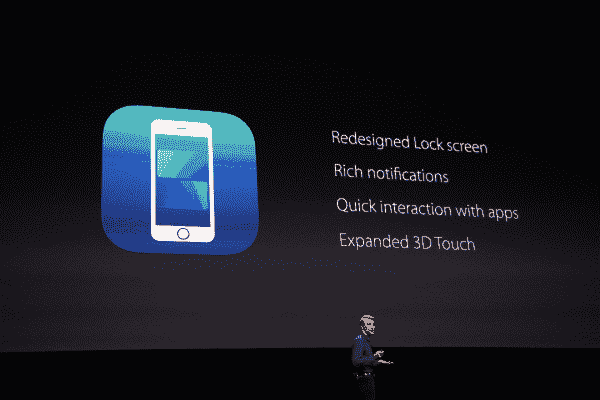 Redesigned Lock screen
Rich notifications
Quick interaction with apps
Expanded 3D Touch